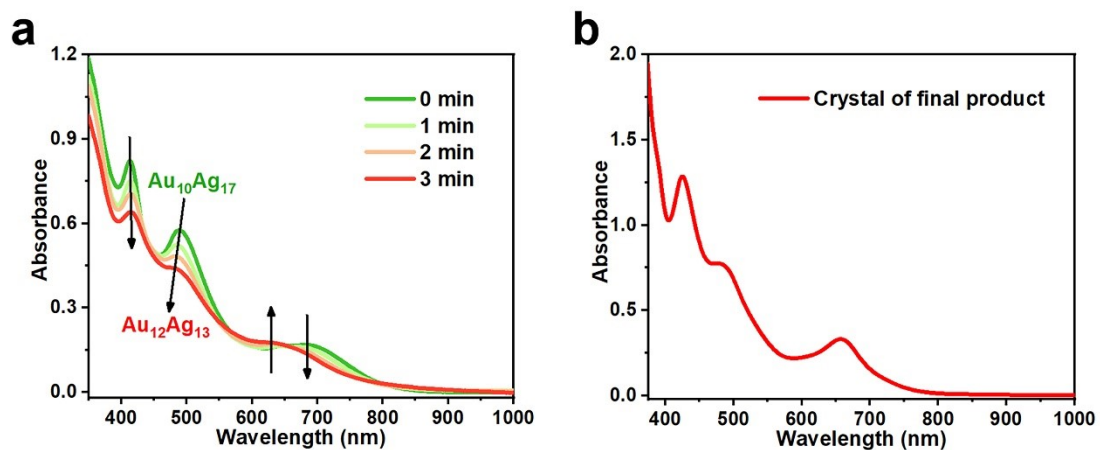 a
1.2
0.9
0.6
0.3
0.0
Absorbance
0 min
1 min
2 min
3 min
Au10Ag17
Au12Ag13
400 500 600 700 800 900 1000
Wavelength (nm)
b
2.0
1.5
1.0
0.5
0.0
Absorbance
Crystal of final product
400 500 600 700 800 900 1000
Wavelength (nm)